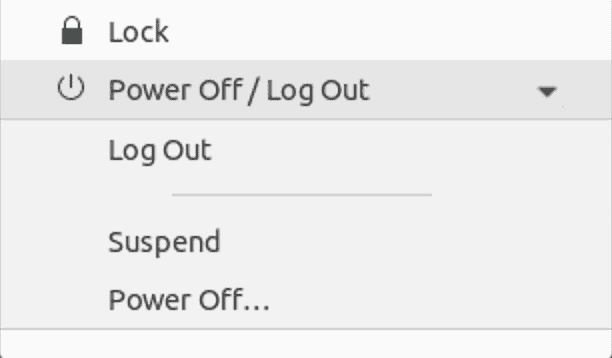 Lock
Power Off / Log Out
Log Out
Suspend
Power Off...